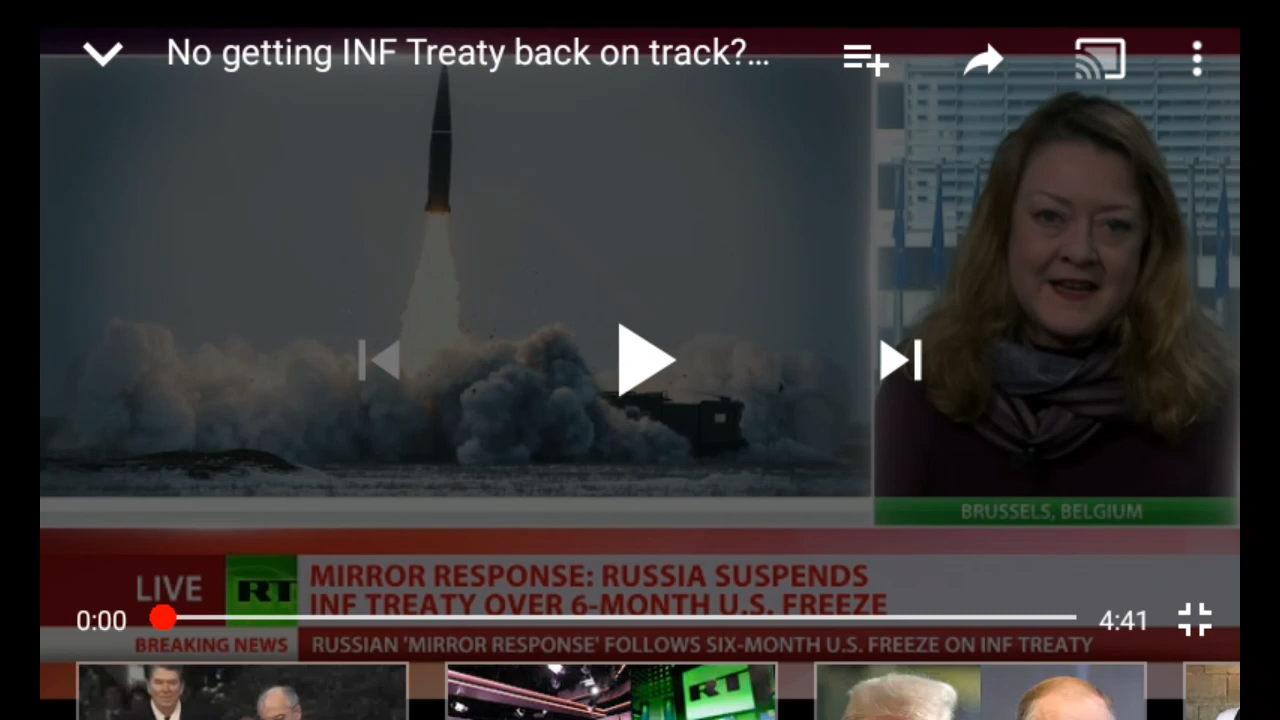 No getting INF Treaty back on track?...
BRUSSELS, BELGIUM
LIVE RT MIRROR RESPONSE: RUSSIA SUSPENDS
INF TREATY OVER 6-MONTH U.S. FREEZE
0:00 4:41
BREAKING NEWS RUSSIAN 'MIRROR RESPONSE' FOLLOWS SIX-MONTH U.S. FREEZE ON INF TREATY
RT